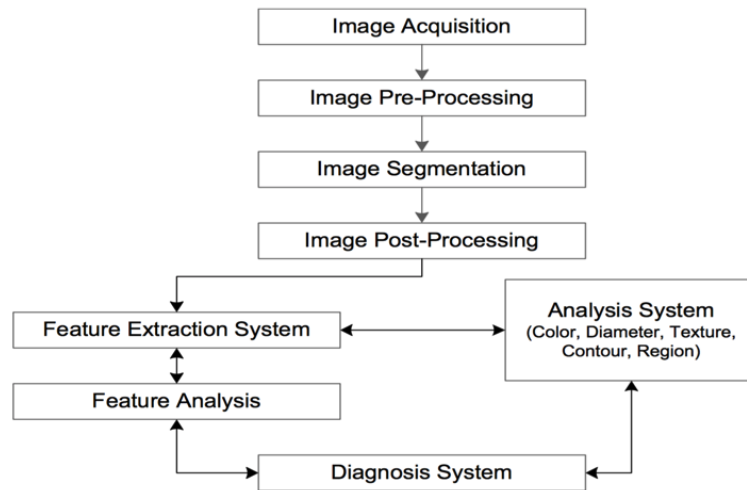 Image Acquisition
Image Pre-Processing
Image Segmentation
Image Post-Processing
Feature Extraction System
Analysis System
(Color, Diameter, Texture,
Contour, Region)
Feature Analysis
Diagnosis System